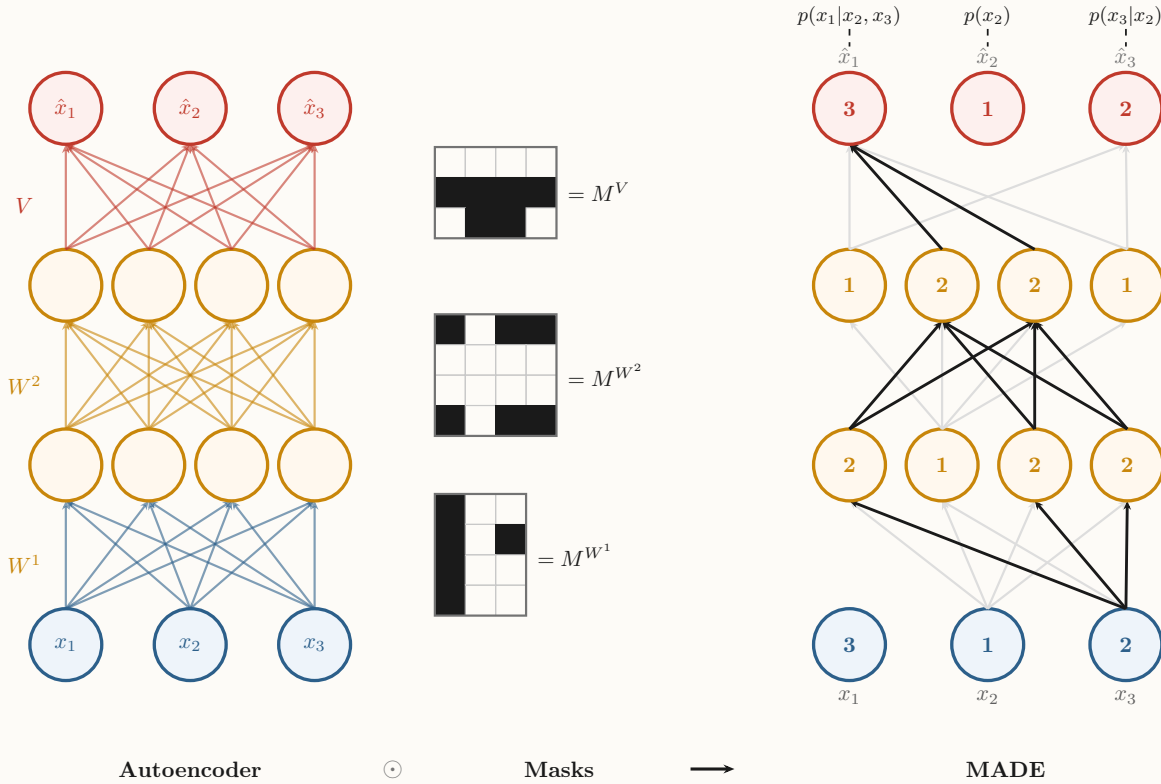 p(x₁|x₂, x₃) p(x₂) p(x₃|x₂)
x̂₁ x̂₂ x̂₃
x̂₁ x̂₂ x̂₃ 3 1 2
V = M^V
1 2 2 1
W² = M^{W²}
2 1 2 2
W¹ = M^{W¹}
x₁ x₂ x₃ 3 1 2
x₁ x₂ x₃
Autoencoder ⊙ Masks → MADE